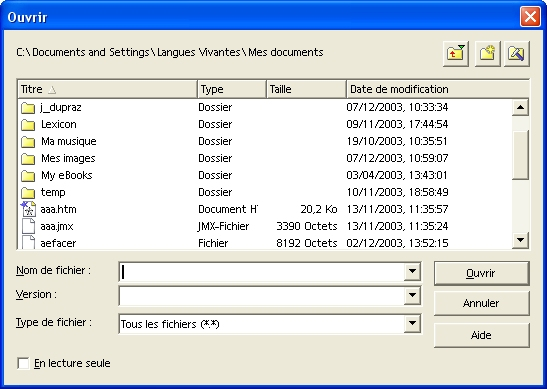 Ouvrir
C:\Documents and Settings\Langues Vivantes\Mes documents
Titre Type Taille Date de modification
j_dupraz Dossier 07/12/2003, 10:33:34
Lexicon Dossier 09/11/2003, 17:44:54
Ma musique Dossier 19/10/2003, 10:35:51
Mes images Dossier 07/12/2003, 10:59:07
My eBooks Dossier 03/04/2003, 13:43:01
temp Dossier 10/11/2003, 18:58:49
aaa.htm Document H 20,2 Ko 13/11/2003, 11:35:57
aaa.jmx JMX-Fichier 3390 Octets 13/11/2003, 11:35:24
aefacer Fichier 8192 Octets 02/12/2003, 13:52:15
Nom de fichier : Ouvrir
Version : Annuler
Type de fichier : Tous les fichiers (*.*) Aide
En lecture seule